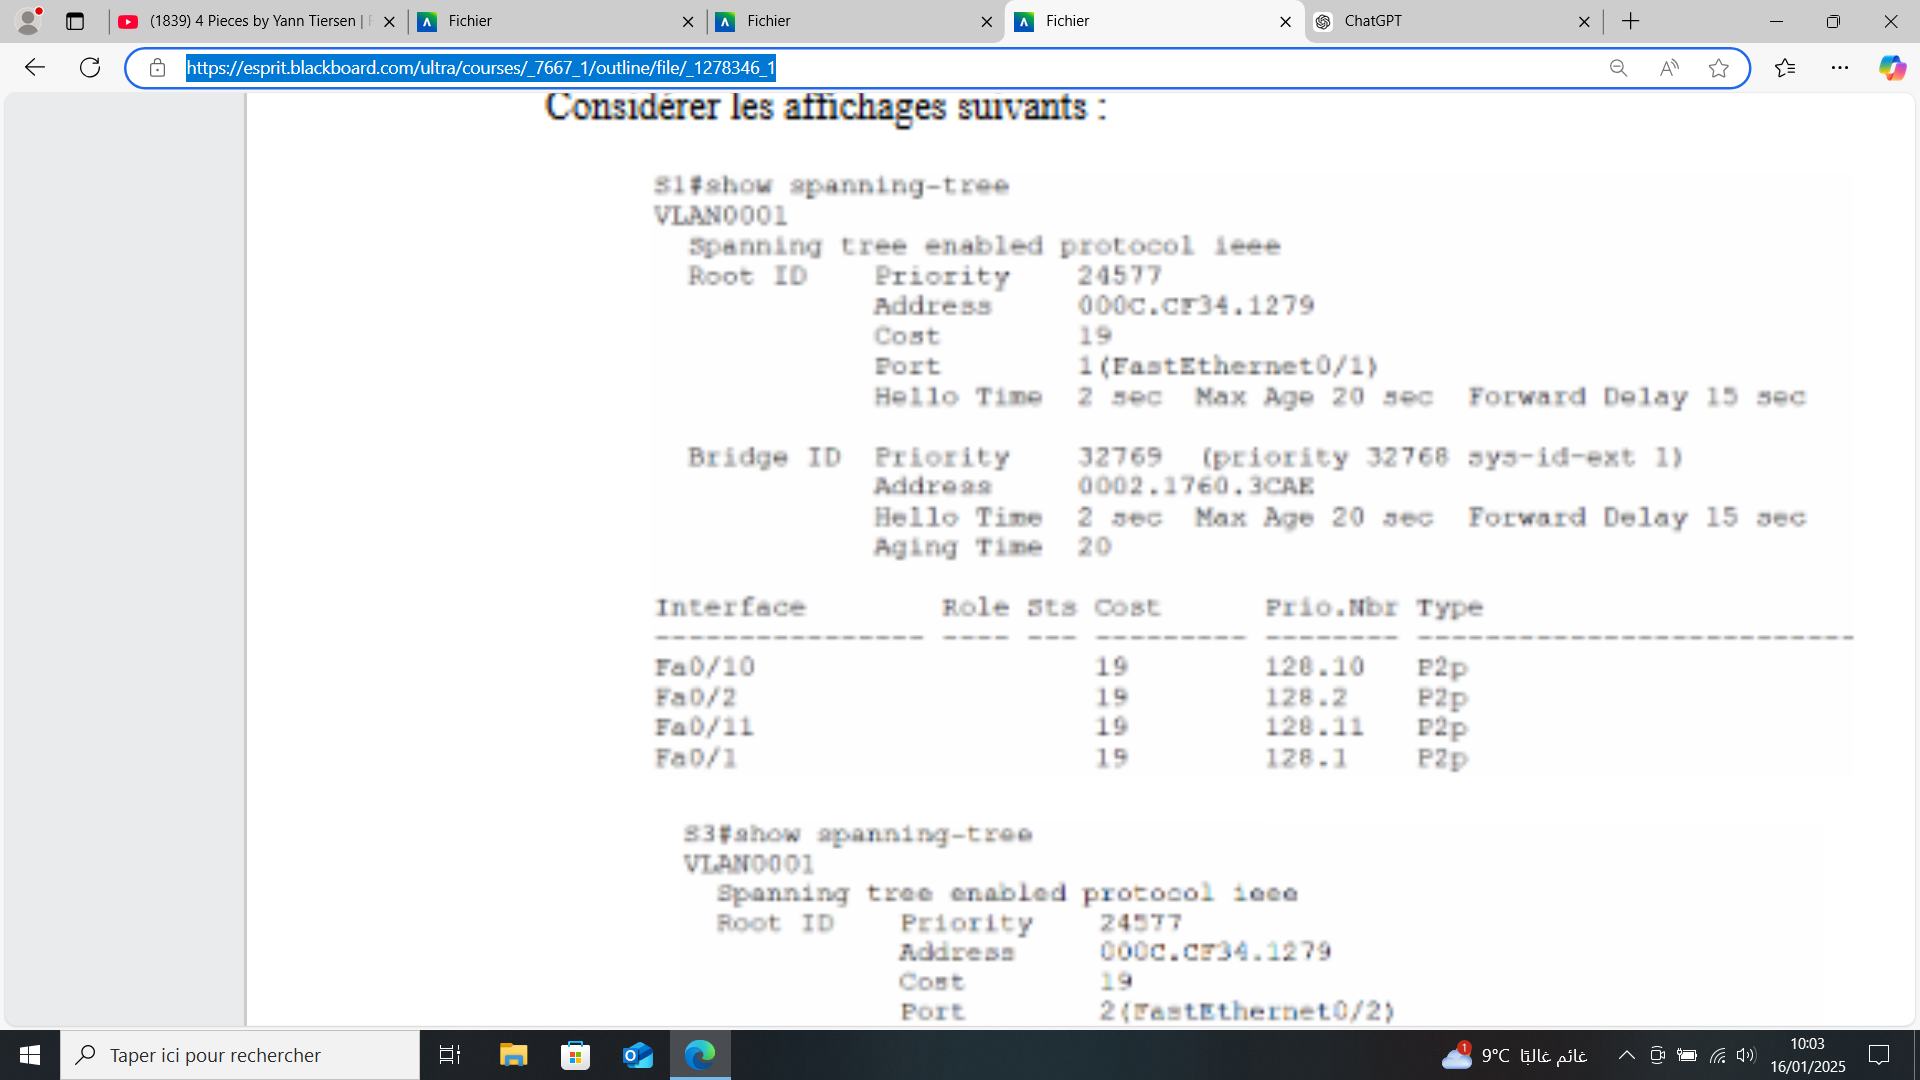 (1839) 4 Pieces by Yann Tiersen |
Fichier
Fichier
Fichier
ChatGPT
https://esprit.blackboard.com/ultra/courses/_7667_1/outline/file/_1278346_1
Considérer les affichages suivants :
S1#show spanning-tree
VLAN0001
Spanning tree enabled protocol ieee
Root ID Priority 24577
Address 000C.CF34.1279
Cost 19
Port 1(FastEthernet0/1)
Hello Time 2 sec Max Age 20 sec Forward Delay 15 sec
Bridge ID Priority 32769 (priority 32768 sys-id-ext 1)
Address 0002.1760.3CAE
Hello Time 2 sec Max Age 20 sec Forward Delay 15 sec
Aging Time 20
Interface Role Sts Cost Prio.Nbr Type
---------------- ---- --- --------- -------- --------------------------
Fa0/10 19 128.10 P2p
Fa0/2 19 128.2 P2p
Fa0/11 19 128.11 P2p
Fa0/1 19 128.1 P2p
S3#show spanning-tree
VLAN0001
Spanning tree enabled protocol ieee
Root ID Priority 24577
Address 000C.CF34.1279
Cost 19
Port 2(FastEthernet0/2)
Taper ici pour rechercher
1
9°C غائم غالبًا
10:03
16/01/2025